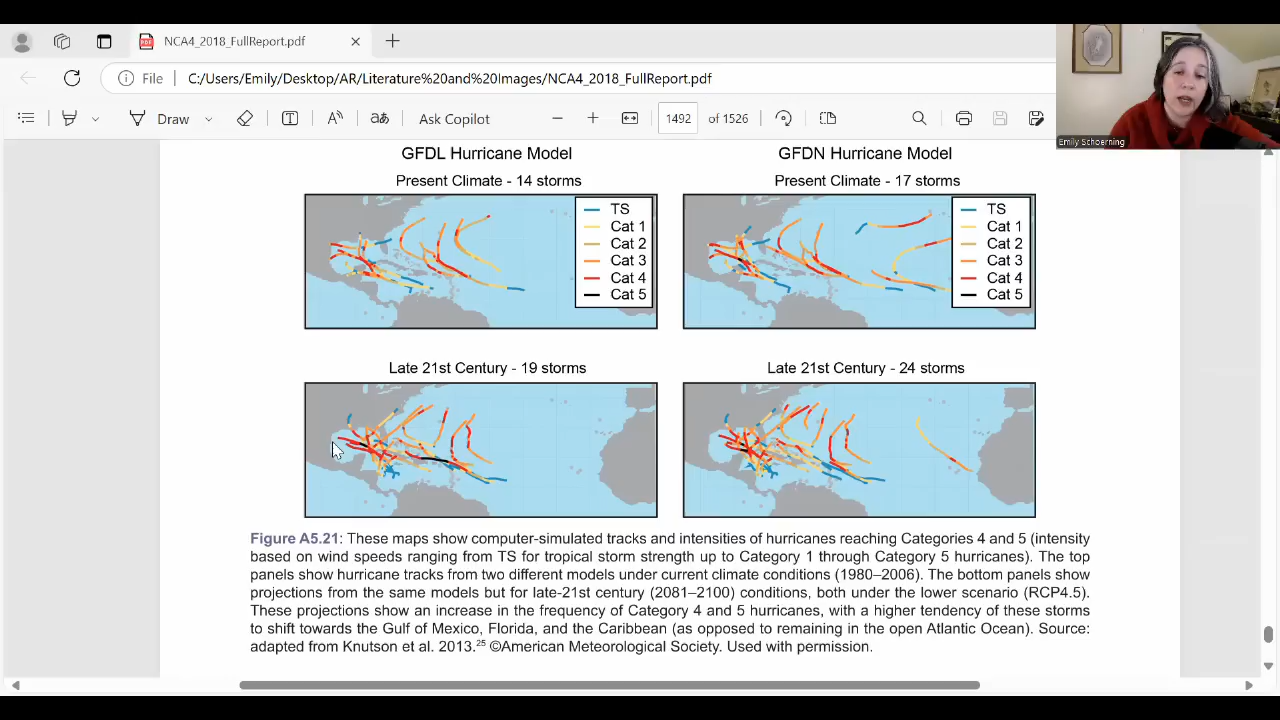 NCA4_2018_FullReport.pdf
File
C:/Users/Emily/Desktop/AR/Literature%20and%20Images/NCA4_2018_FullReport.pdf
Draw
Ask Copilot
1492 of 1526
Emily Schoerning
GFDL Hurricane Model
GFDN Hurricane Model
Present Climate - 14 storms
Present Climate - 17 storms
TS
Cat 1
Cat 2
Cat 3
Cat 4
Cat 5
TS
Cat 1
Cat 2
Cat 3
Cat 4
Cat 5
Late 21st Century - 19 storms
Late 21st Century - 24 storms
Figure A5.21: These maps show computer-simulated tracks and intensities of hurricanes reaching Categories 4 and 5 (intensity
based on wind speeds ranging from TS for tropical storm strength up to Category 1 through Category 5 hurricanes). The top
panels show hurricane tracks from two different models under current climate conditions (1980–2006). The bottom panels show
projections from the same models but for late-21st century (2081–2100) conditions, both under the lower scenario (RCP4.5).
These projections show an increase in the frequency of Category 4 and 5 hurricanes, with a higher tendency of these storms
to shift towards the Gulf of Mexico, Florida, and the Caribbean (as opposed to remaining in the open Atlantic Ocean). Source:
adapted from Knutson et al. 2013.25 ©American Meteorological Society. Used with permission.